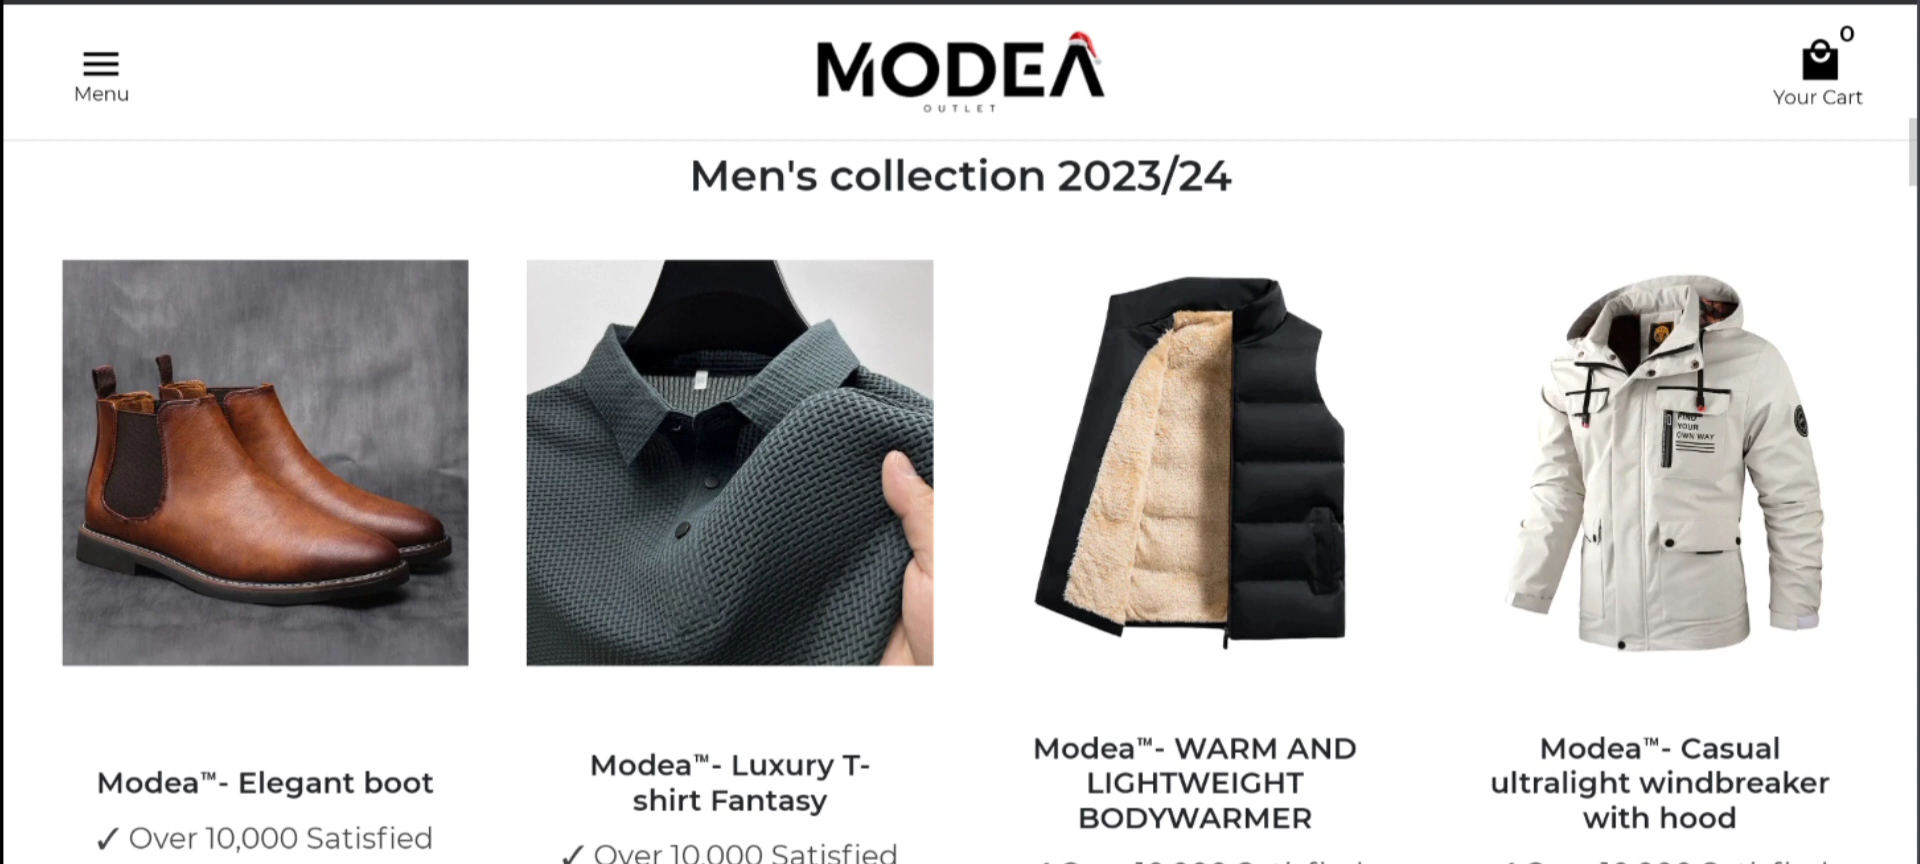 Menu
MODEA
OUTLET
0
Your Cart
Men's collection 2023/24
FIND
YOUR
OWN WAY
Modea™- Elegant boot
✓ Over 10,000 Satisfied
Modea™- Luxury T-
shirt Fantasy
✓ Over 10,000 Satisfied
Modea™- WARM AND
LIGHTWEIGHT
BODYWARMER
Modea™- Casual
ultralight windbreaker
with hood